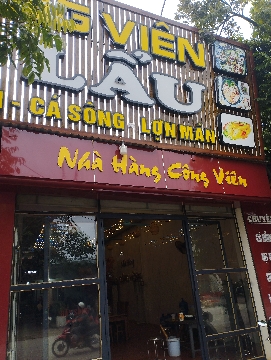 G VIÊN
LẨU
- CÁ SÔNG LỢN MÁN
Nhà Hàng Công Viên